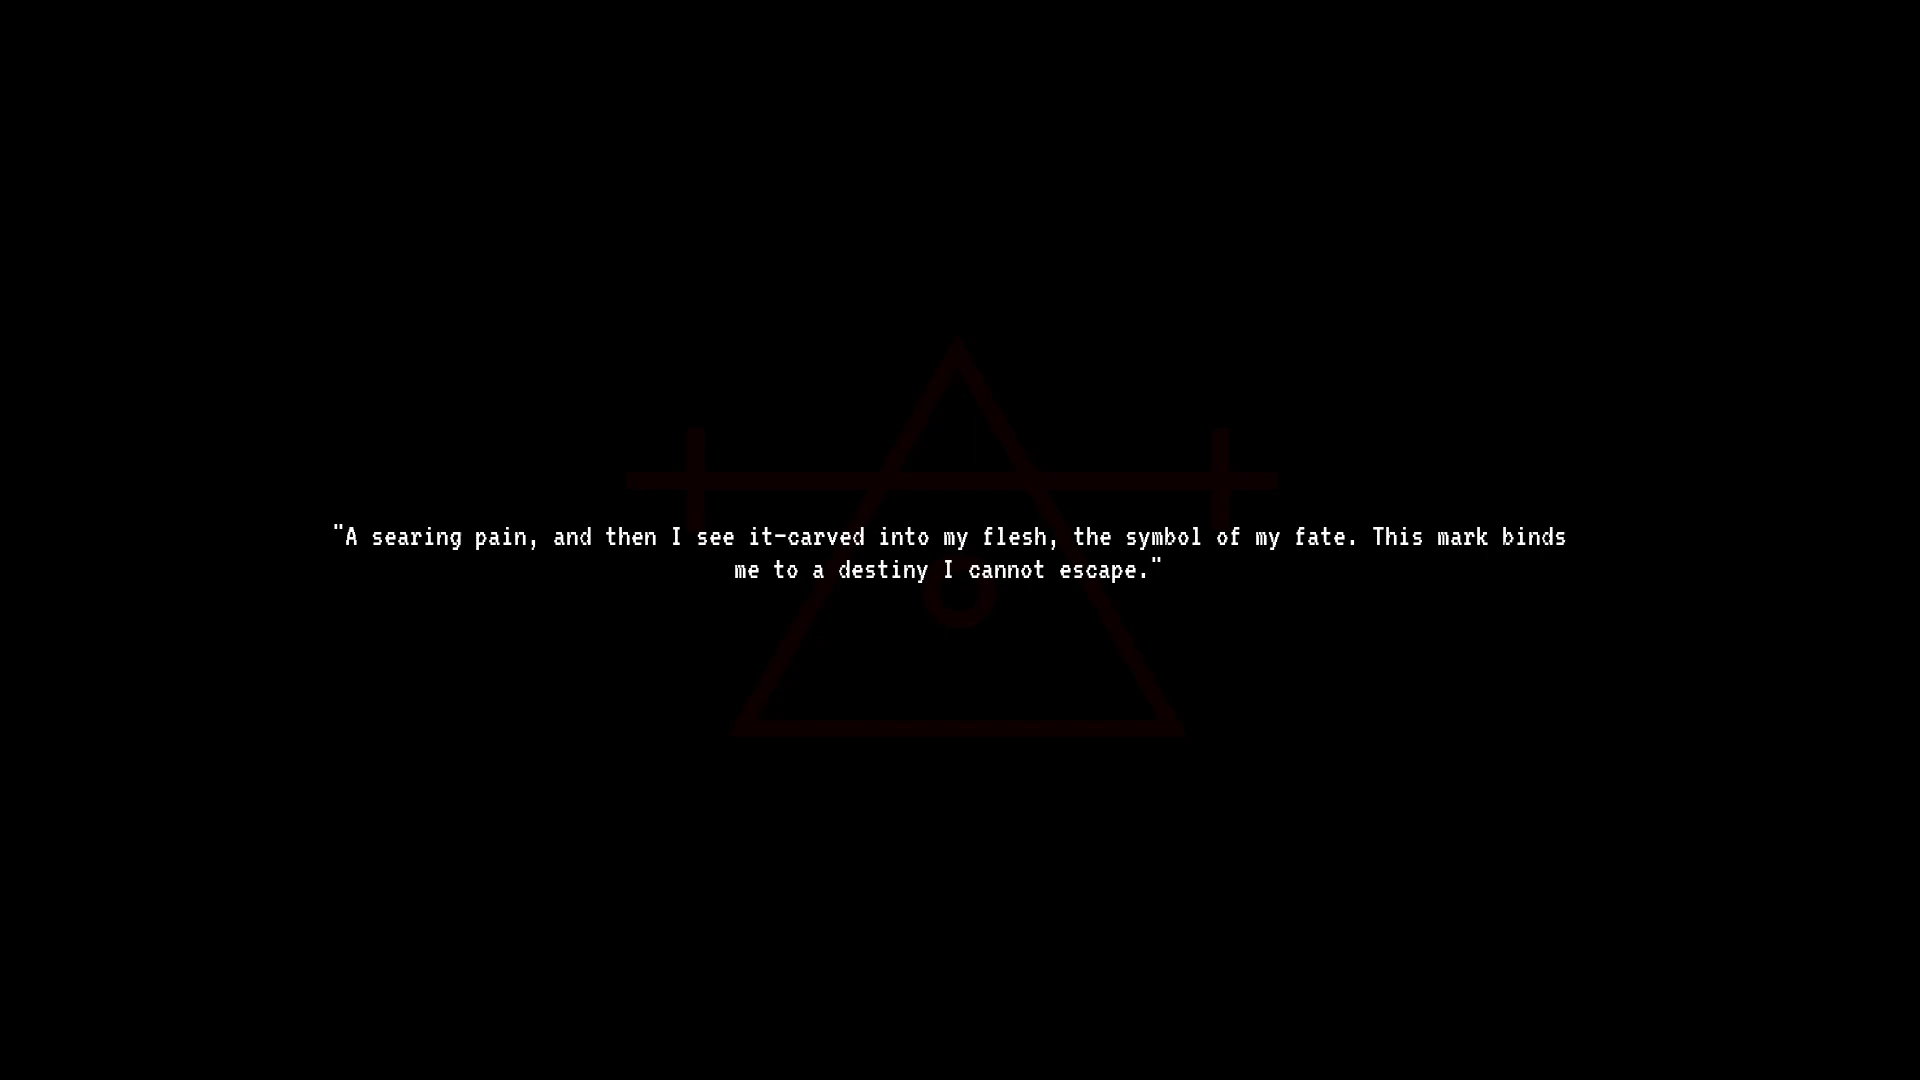 "A searing pain, and then I see it-carved into my flesh, the symbol of my fate. This mark binds
me to a destiny I cannot escape."